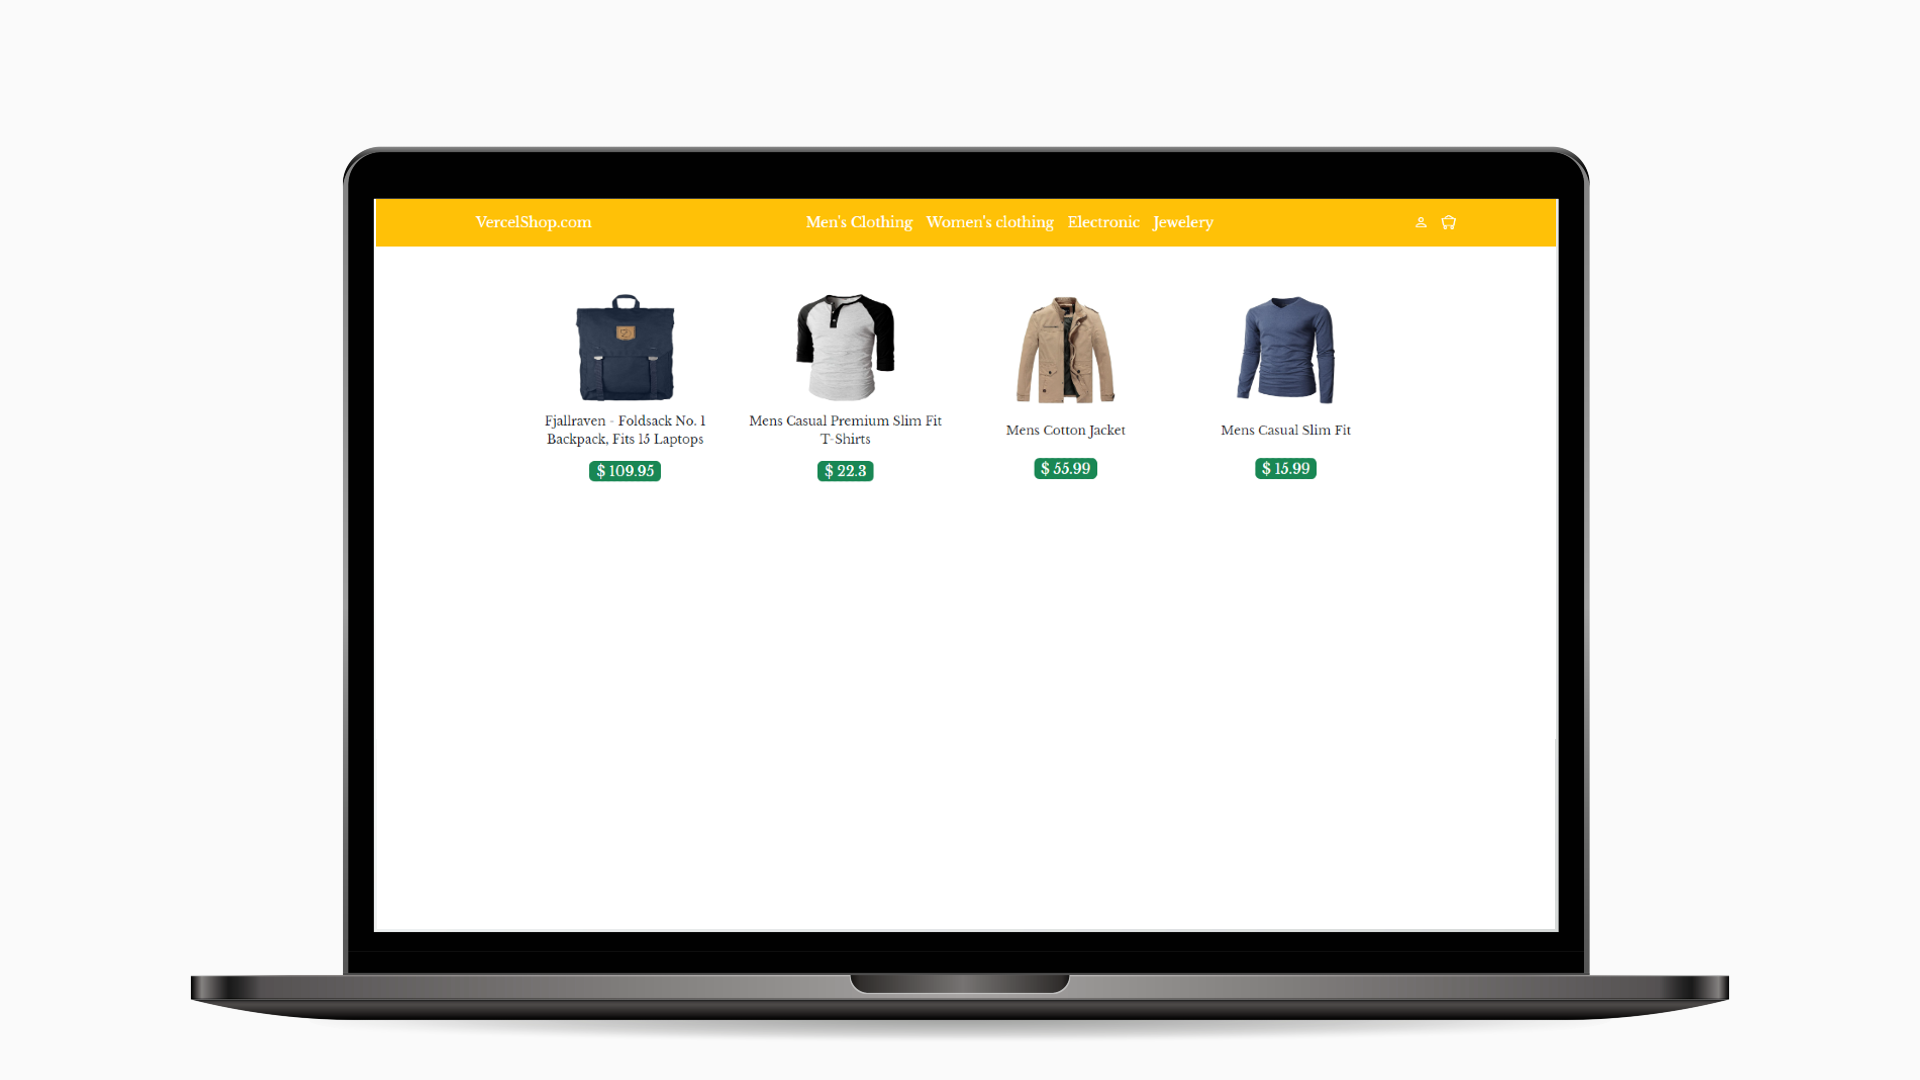 VercelShop.com
Men's Clothing
Women's clothing
Electronic
Jewelery
Fjallraven - Foldsack No. 1
Backpack, Fits 15 Laptops
$ 109.95
Mens Casual Premium Slim Fit
T-Shirts
$ 22.3
Mens Cotton Jacket
$ 55.99
Mens Casual Slim Fit
$ 15.99